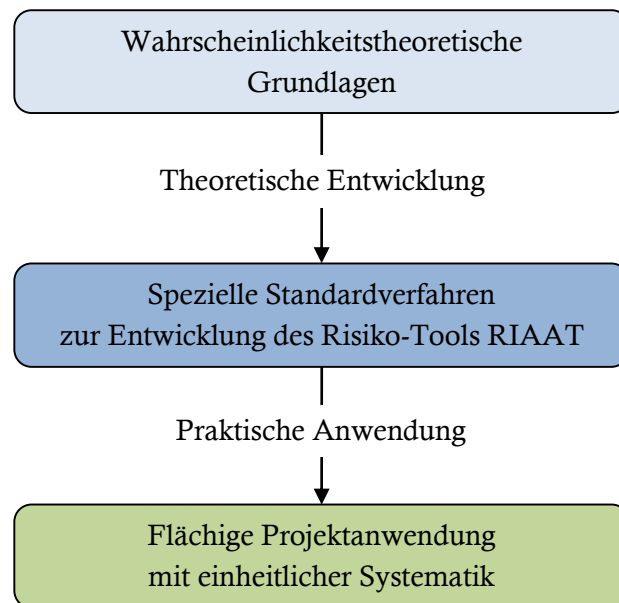 Wahrscheinlichkeitstheoretische
Grundlagen
Theoretische Entwicklung
Spezielle Standardverfahren
zur Entwicklung des Risiko-Tools RIAAT
Praktische Anwendung
Flächige Projektanwendung
mit einheitlicher Systematik